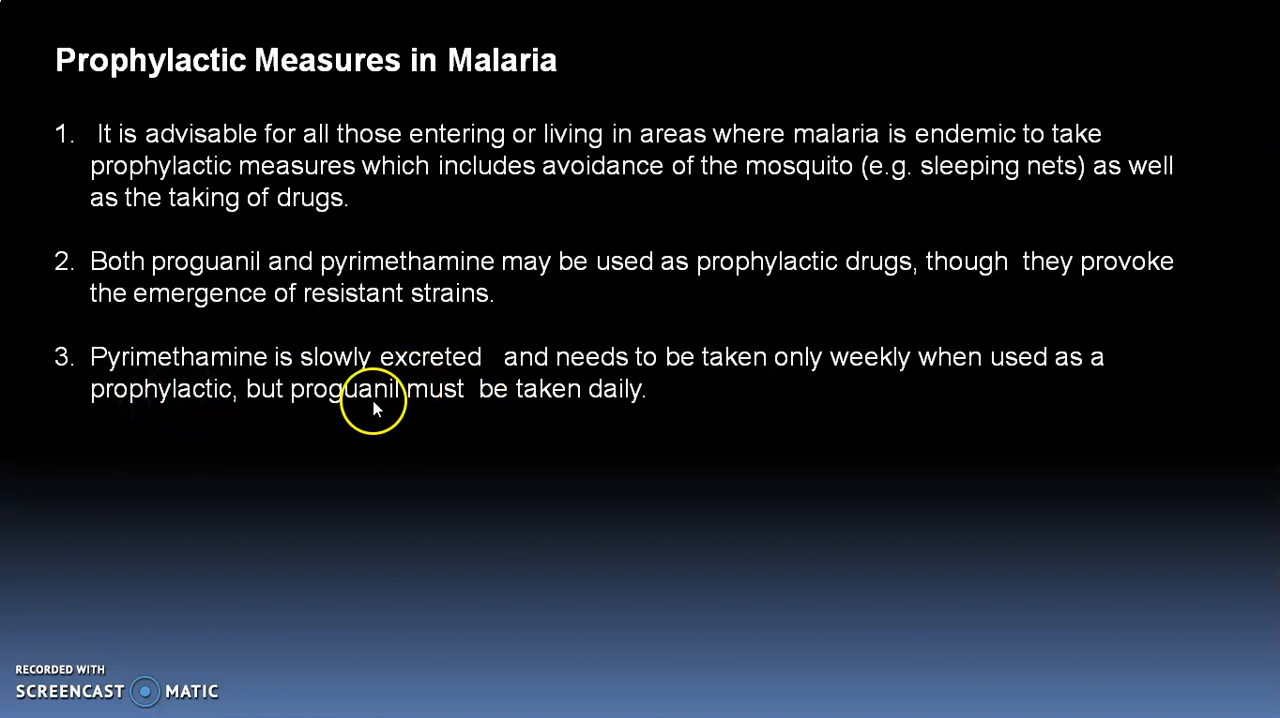 Prophylactic Measures in Malaria
1. It is advisable for all those entering or living in areas where malaria is endemic to take
prophylactic measures which includes avoidance of the mosquito (e.g. sleeping nets) as well
as the taking of drugs.
2. Both proguanil and pyrimethamine may be used as prophylactic drugs, though they provoke
the emergence of resistant strains.
3. Pyrimethamine is slowly excreted and needs to be taken only weekly when used as a
prophylactic, but proguanil must be taken daily.
RECORDED WITH
SCREENCAST MATIC